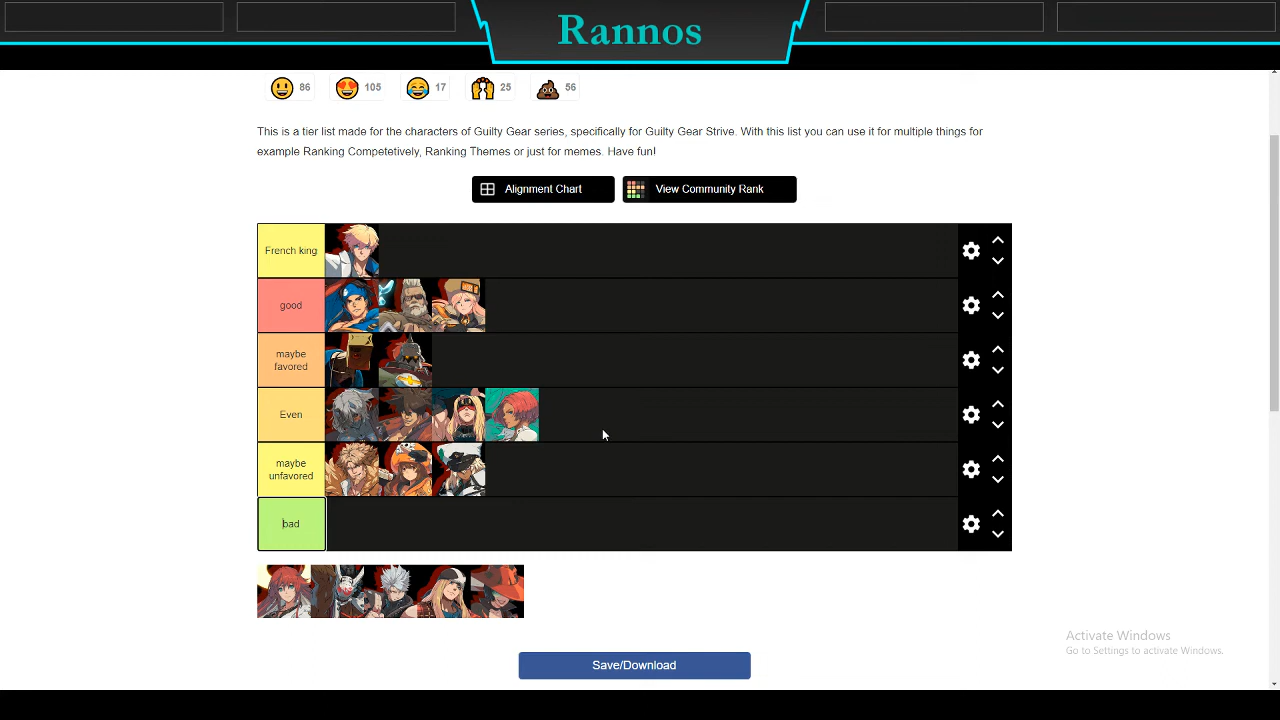 Rannos
86
105
17
25
56
This is a tier list made for the characters of Guilty Gear series, specifically for Guilty Gear Strive. With this list you can use it for multiple things for
example Ranking Competetively, Ranking Themes or just for memes. Have fun!
Alignment Chart
View Community Rank
French king
good
maybe
favored
Even
maybe
unfavored
bad
Save/Download
Activate Windows
Go to Settings to activate Windows.